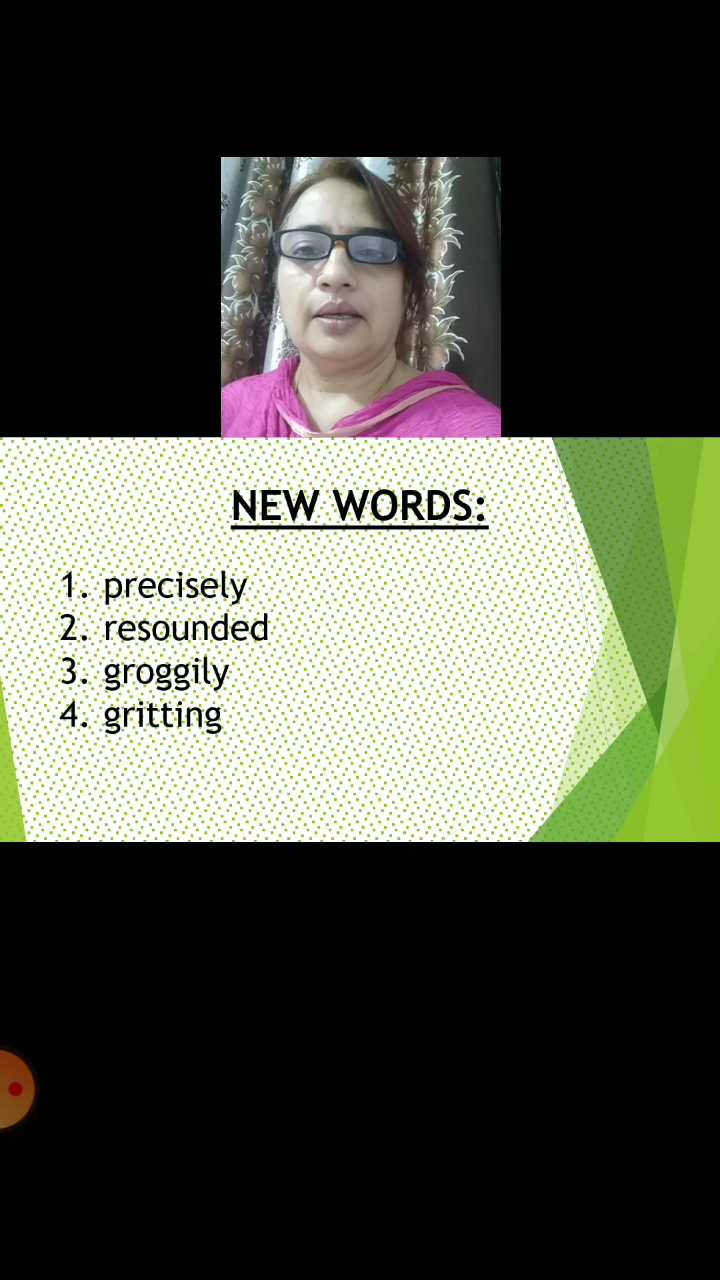 NEW WORDS:
1. precisely
2. resounded
3. groggily
4. gritting